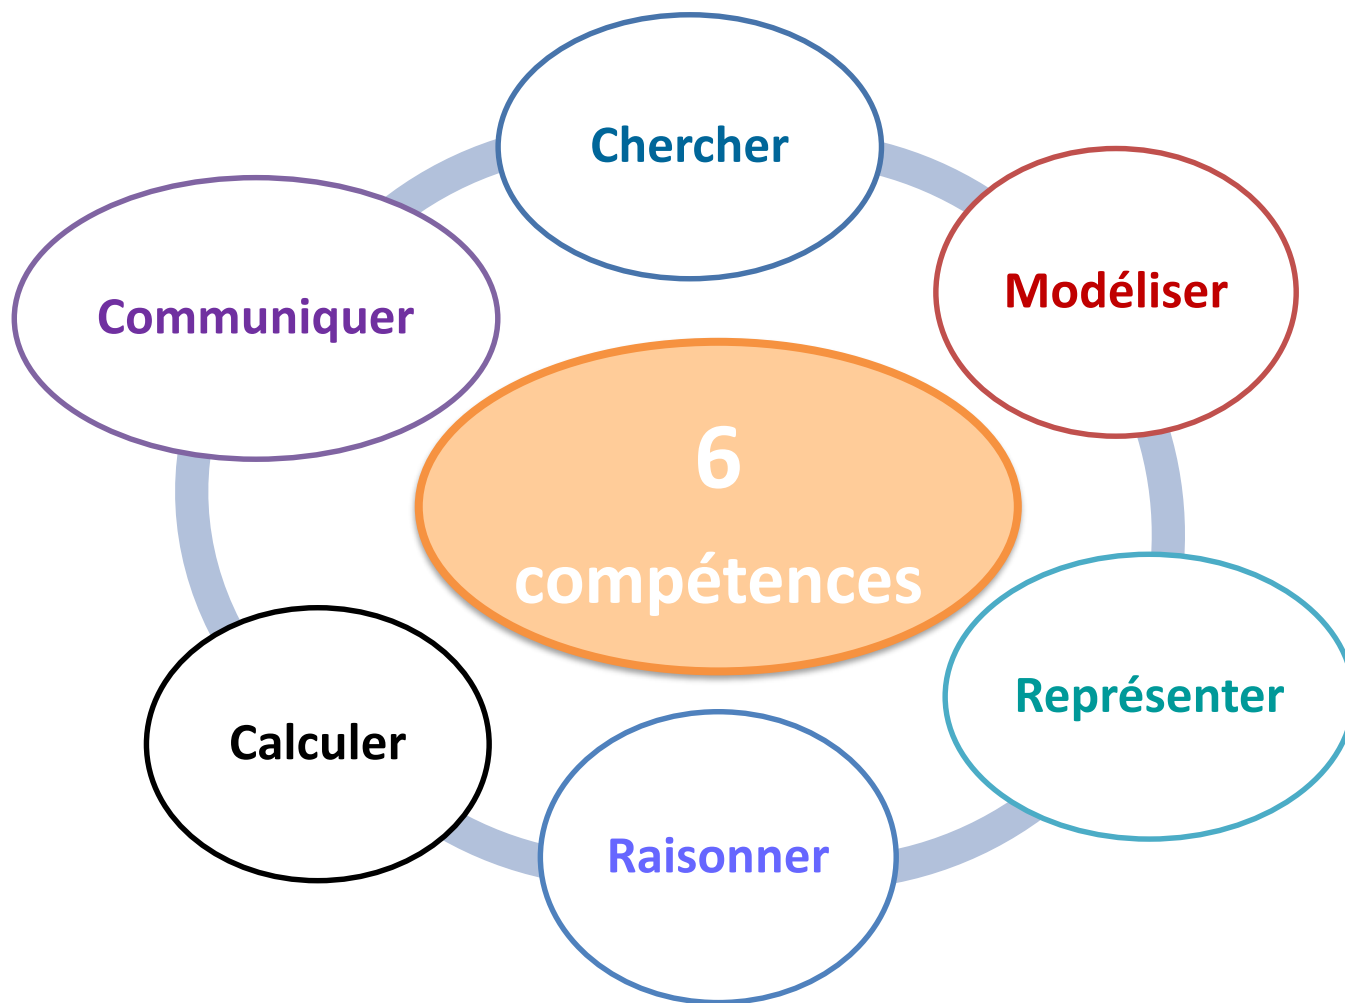 Chercher
Modéliser
Communiquer
6
compétences
Représenter
Calculer
Raisonner